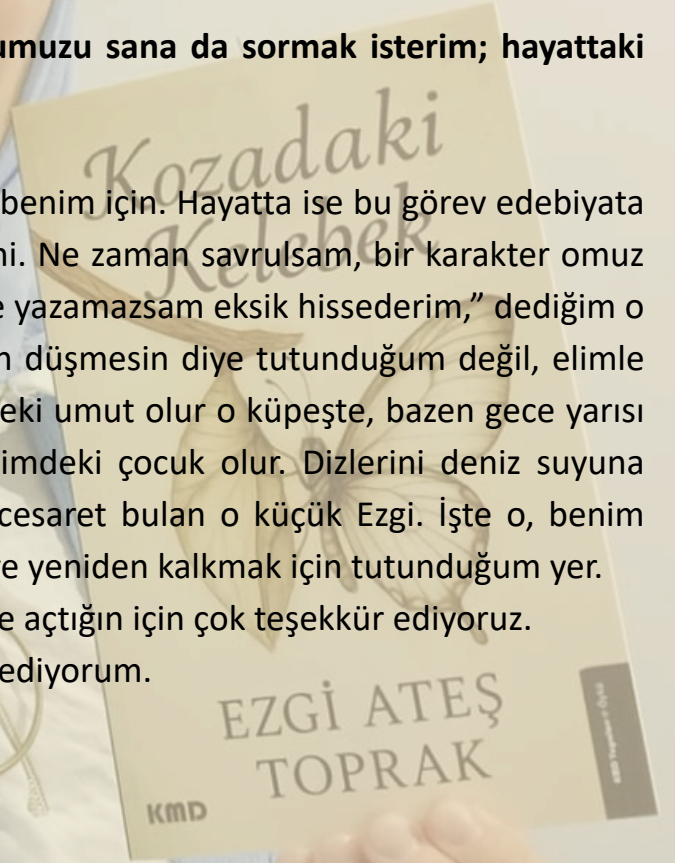 umuzu sana da sormak isterim; hayattaki
Kozadaki
benim için. Hayatta ise bu görev edebiyata
Kelebek
ni. Ne zaman savrulsam, bir karakter omuz
e yazamazsam eksik hissederim,” dediğim o
düşmesin diye tutunduğum değil, elimle
eki umut olur o küpeşte, bazen gece yarısı
imdeki çocuk olur. Dizlerini deniz suyuna
cesaret bulan o küçük Ezgi. İşte o, benim
ve yeniden kalkmak için tutunduğum yer.
e açtığın için çok teşekkür ediyoruz.
ediyorum.
EZGİ ATEŞ
TOPRAK
KMD